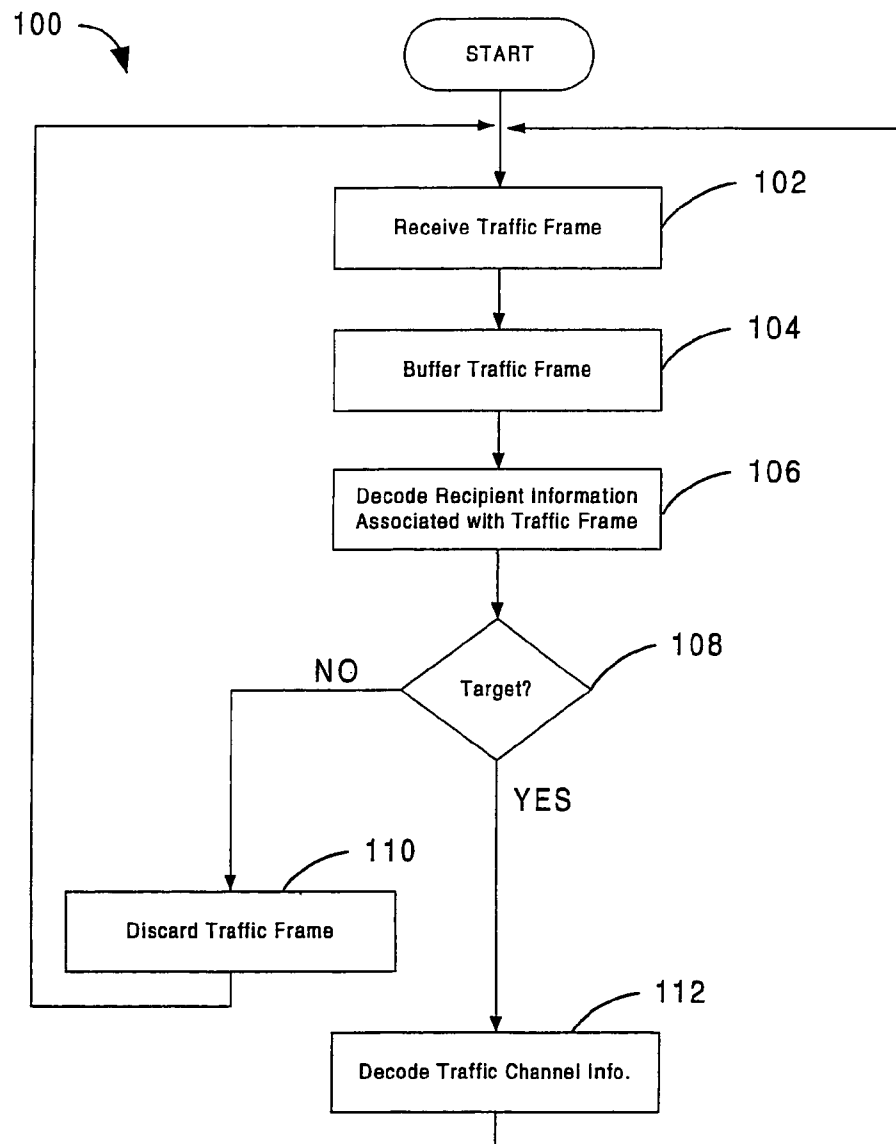 100
START
102
Receive Traffic Frame
104
Buffer Traffic Frame
106
Decode Recipient Information
Associated with Traffic Frame
108
Target?
NO
YES
110
Discard Traffic Frame
112
Decode Traffic Channel Info.